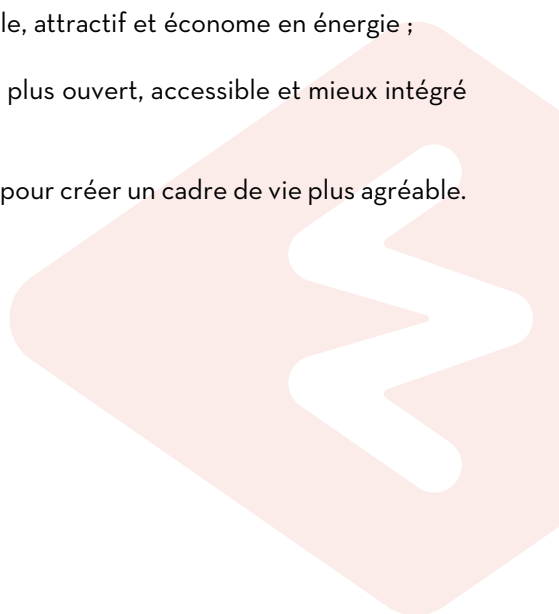 le, attractif et économe en énergie ;
plus ouvert, accessible et mieux intégré
pour créer un cadre de vie plus agréable.